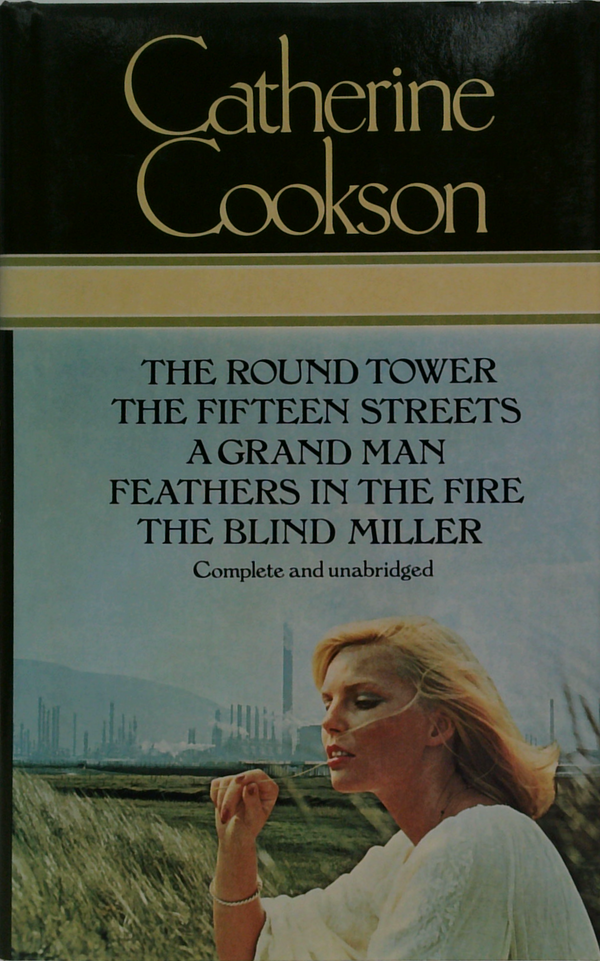 Catherine
Cookson
THE ROUND TOWER
THE FIFTEEN STREETS
A GRAND MAN
FEATHERS IN THE FIRE
THE BLIND MILLER
Complete and unabridged